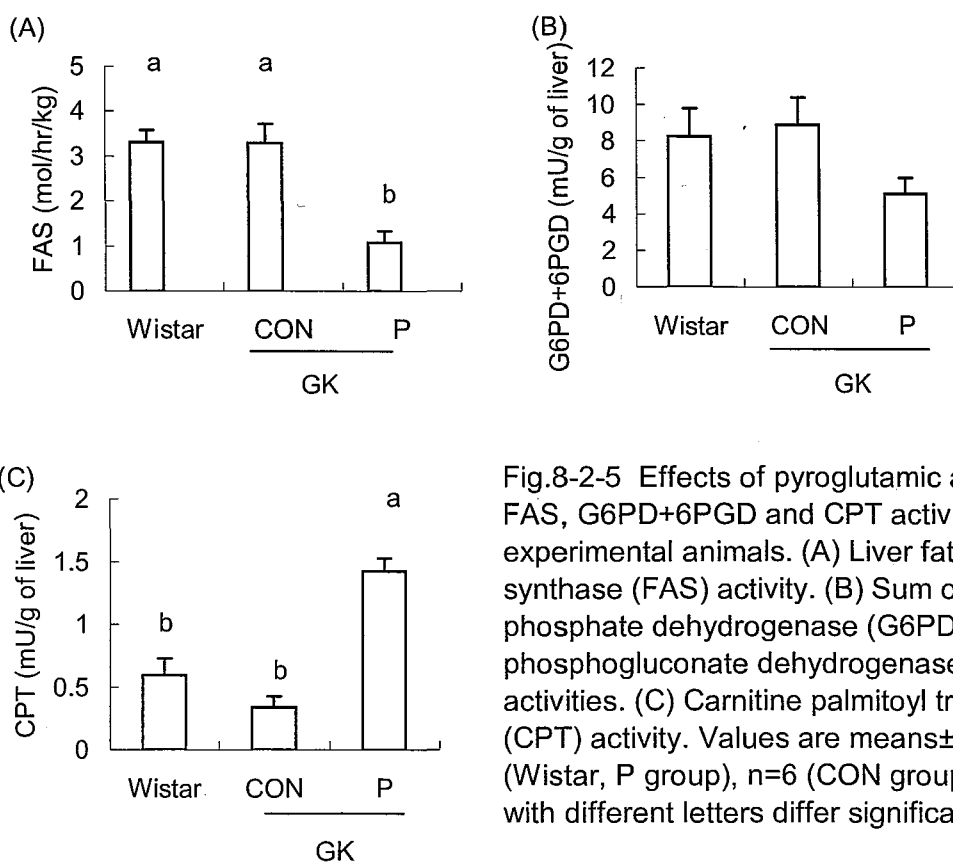 (A)
FAS (mol/hr/kg)
5
4
3
2
1
0
a
a
b
Wistar CON P
GK
(B)
G6PD+6PGD (mU/g of liver)
12
10
8
6
4
2
0
Wistar CON P
GK
(C)
CPT (mU/g of liver)
2
1.5
1
0.5
0
b
b
a
Wistar CON P
GK
Fig.8-2-5 Effects of pyroglutamic a
FAS, G6PD+6PGD and CPT activ
experimental animals. (A) Liver fat
synthase (FAS) activity. (B) Sum o
phosphate dehydrogenase (G6PD
phosphogluconate dehydrogenase
activities. (C) Carnitine palmitoyl tr
(CPT) activity. Values are means±
(Wistar, P group), n=6 (CON group
with different letters differ significa